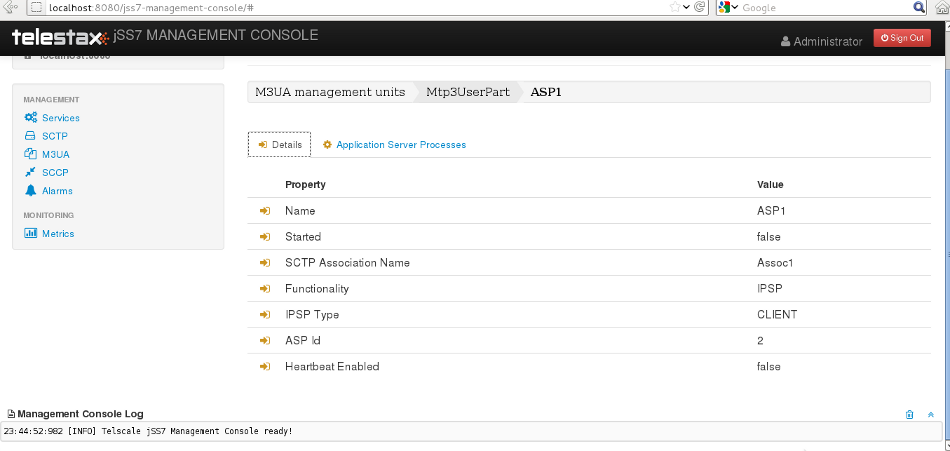 localhost:8080/jss7-management-console/#
Google
telestax jSS7 MANAGEMENT CONSOLE
Administrator
Sign Out
MANAGEMENT
Services
SCTP
M3UA
SCCP
Alarms
MONITORING
Metrics
M3UA management units Mtp3UserPart ASP1
Details Application Server Processes
Property Value
Name ASP1
Started false
SCTP Association Name Assoc1
Functionality IPSP
IPSP Type CLIENT
ASP Id 2
Heartbeat Enabled false
Management Console Log
23:44:52:982 [INFO] Telscale jSS7 Management Console ready!